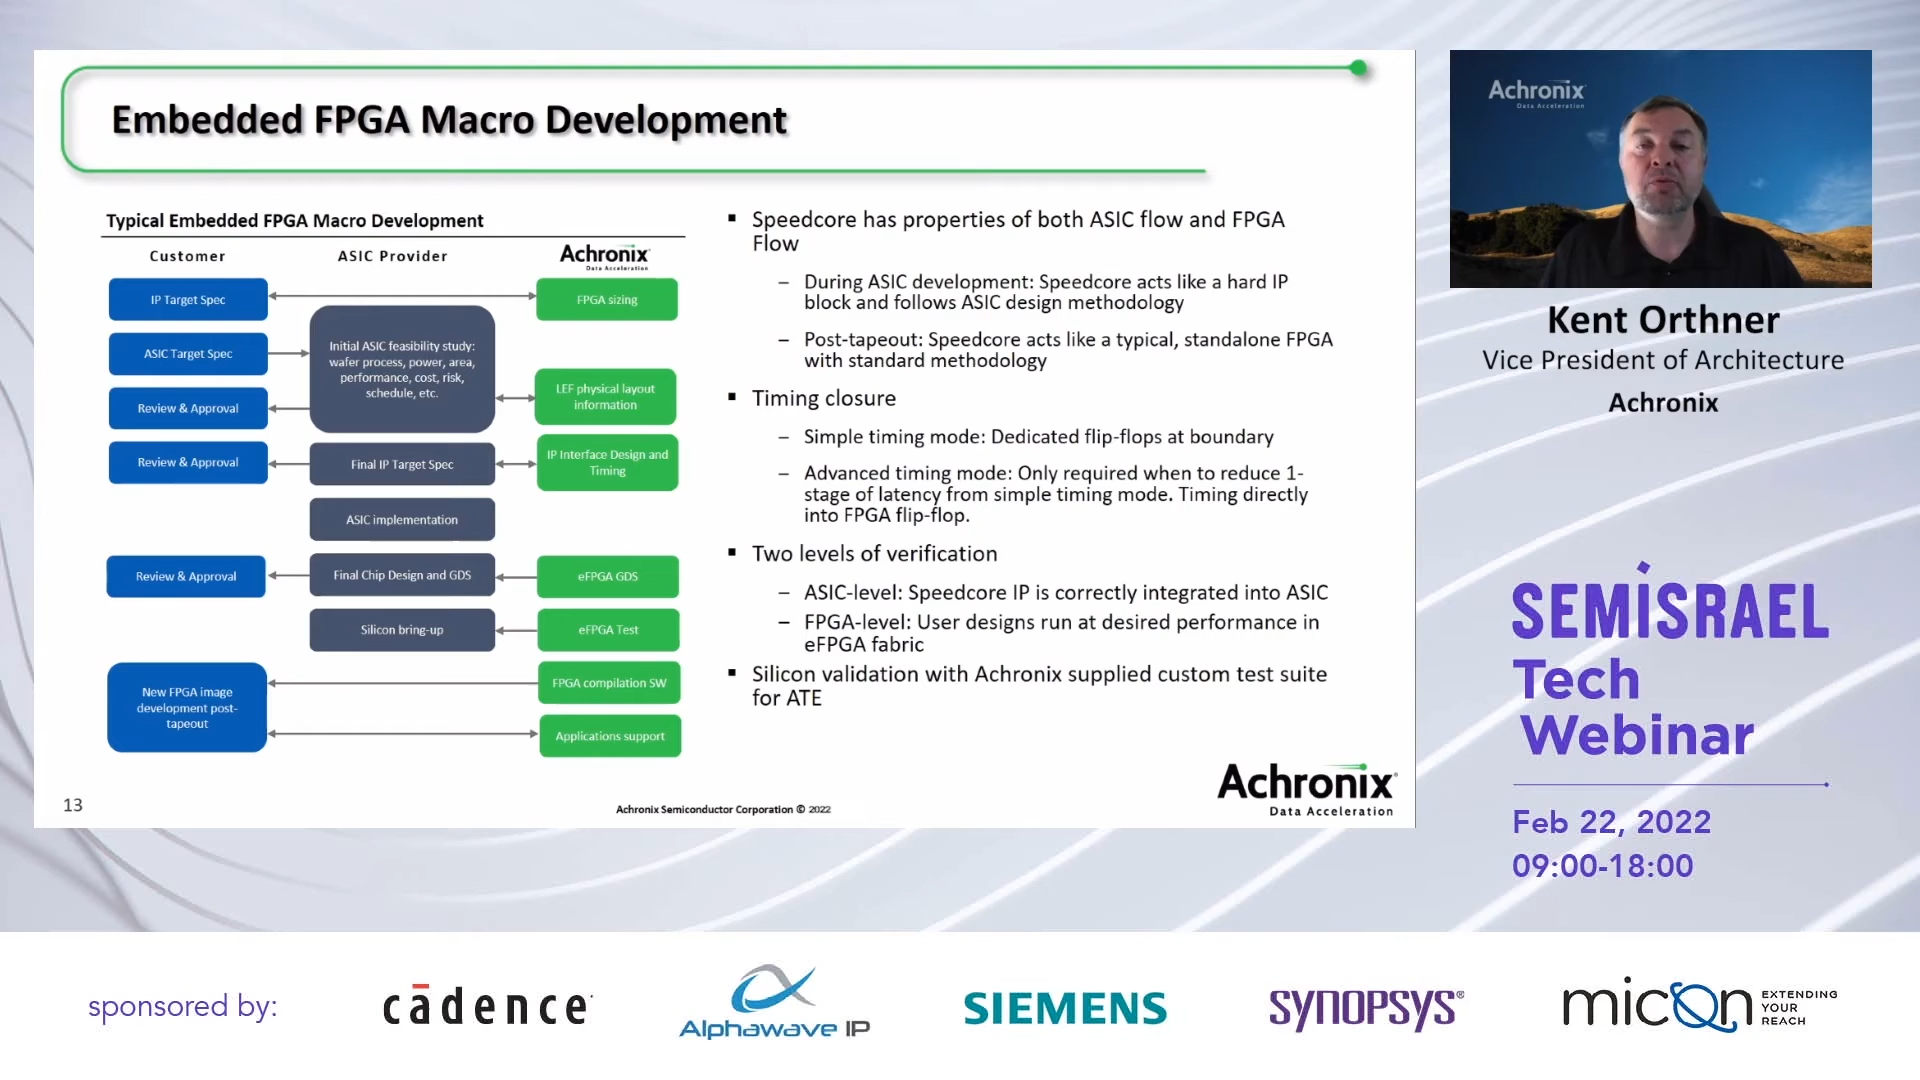 Embedded FPGA Macro Development
Typical Embedded FPGA Macro Development
Customer
ASIC Provider
Achronix
Data Acceleration
IP Target Spec
FPGA sizing
ASIC Target Spec
Initial ASIC feasibility study:
wafer process, power, area,
performance, cost, risk,
schedule, etc.
LEF physical layout
information
Review & Approval
Review & Approval
Final IP Target Spec
IP Interface Design and
Timing
ASIC implementation
Review & Approval
Final Chip Design and GDS
eFPGA GDS
Silicon bring-up
eFPGA Test
New FPGA image
development post-
tapeout
FPGA compilation SW
Applications support
▪ Speedcore has properties of both ASIC flow and FPGA
Flow
– During ASIC development: Speedcore acts like a hard IP
block and follows ASIC design methodology
– Post-tapeout: Speedcore acts like a typical, standalone FPGA
with standard methodology
▪ Timing closure
– Simple timing mode: Dedicated flip-flops at boundary
– Advanced timing mode: Only required when to reduce 1-
stage of latency from simple timing mode. Timing directly
into FPGA flip-flop.
▪ Two levels of verification
– ASIC-level: Speedcore IP is correctly integrated into ASIC
– FPGA-level: User designs run at desired performance in
eFPGA fabric
▪ Silicon validation with Achronix supplied custom test suite
for ATE
13
Achronix Semiconductor Corporation © 2022
Achronix
Data Acceleration
Achronix
Data Acceleration
Kent Orthner
Vice President of Architecture
Achronix
SEMISRAEL
Tech
Webinar
Feb 22, 2022
09:00-18:00
sponsored by:
cādence
Alphawave IP
SIEMENS
SYNOPSYS®
micon
EXTENDING
YOUR
REACH